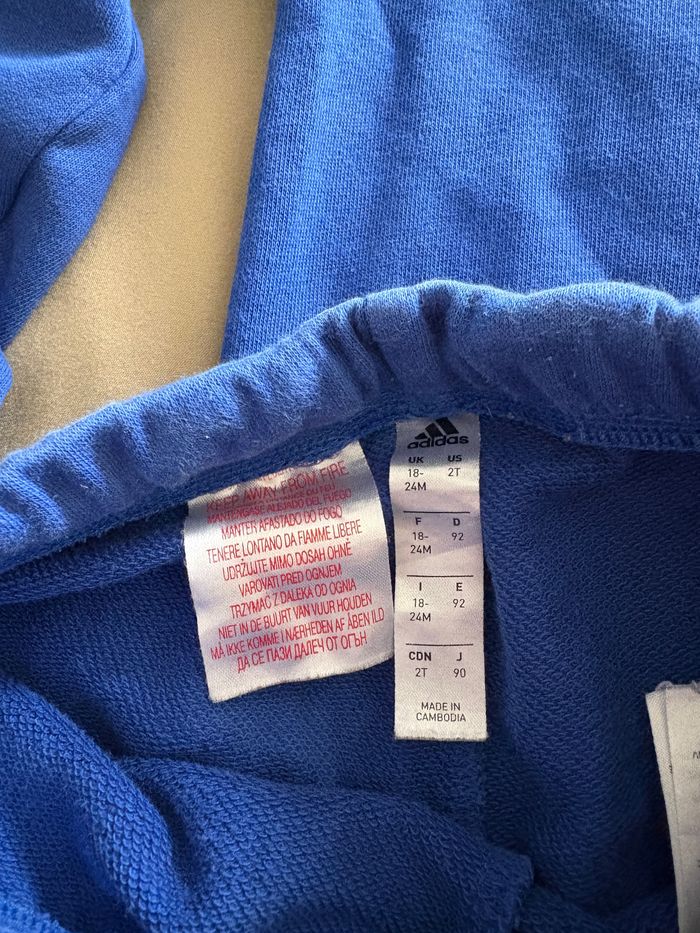 KEEP AWAY FROM FIRE
MANTÉNGASE ALEJADO DEL FUEGO
MANTER AFASTADO DO FOGO
TENERE LONTANO DA FIAMME LIBERE
UDRŽUJTE MIMO DOSAH OHNĚ
VAROVATI PRED OGNJEM
TRZYMAĆ Z DALEKA OD OGNIA
NIET IN DE BUURT VAN VUUR HOUDEN
MÅ IKKE KOMME I NÆRHEDEN AF ÅBEN ILD
ДА СЕ ПАЗИ ДАЛЕЧ ОТ ОГЪН
adidas
UK US
18- 2T
24M
F D
18- 92
24M
I E
18- 92
24M
CDN J
2T 90
MADE IN
CAMBODIA